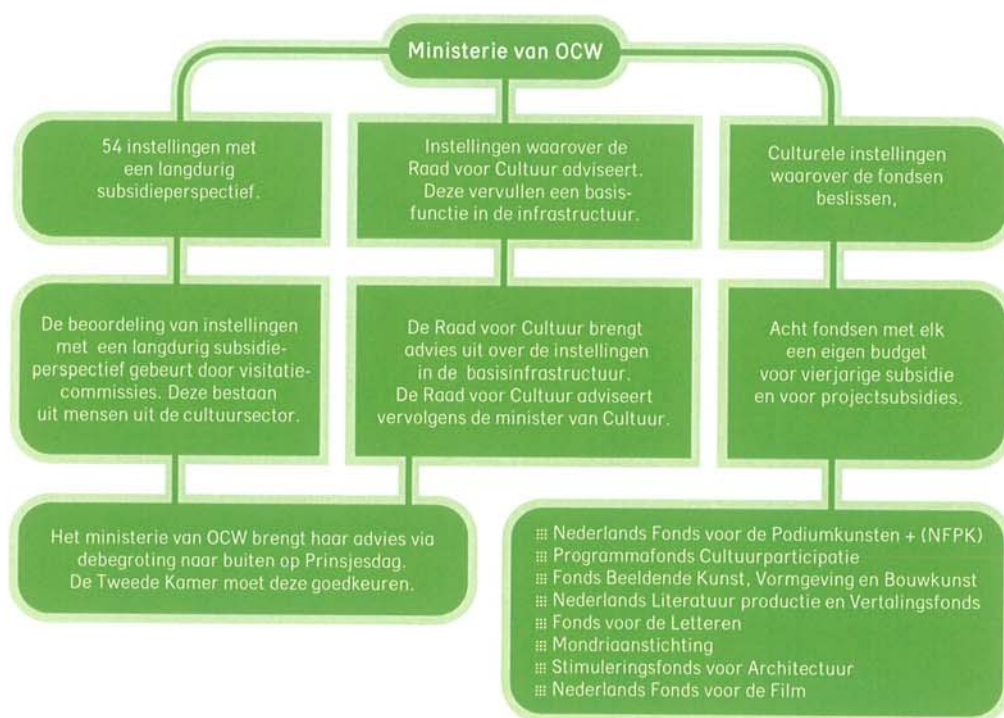 Ministerie van OCW
54 instellingen met
een langdurig
subsidieperspectief.
Instellingen waarover de
Raad voor Cultuur adviseert.
Deze vervullen een basis-
functie in de infrastructuur.
Culturele instellingen
waarover de fondsen
beslissen,
De beoordeling van instellingen
met een langdurig subsidie-
perspectief gebeurt door visitatie-
commissies. Deze bestaan
uit mensen uit de cultuursector.
De Raad voor Cultuur brengt
advies uit over de instellingen
in de basisinfrastructuur.
De Raad voor Cultuur adviseert
vervolgens de minister van Cultuur.
Acht fondsen met elk
een eigen budget
voor vierjarige subsidie
en voor projectsubsidies.
Het ministerie van OCW brengt haar advies via
debegroting naar buiten op Prinsjesdag.
De Tweede Kamer moet deze goedkeuren.
Nederlands Fonds voor de Podiumkunsten + (NFPK)
Programmafonds Cultuurparticipatie
Fonds Beeldende Kunst, Vormgeving en Bouwkunst
Nederlands Literatuur productie en Vertalingsfonds
Fonds voor de Letteren
Mondriaanstichting
Stimuleringsfonds voor Architectuur
Nederlands Fonds voor de Film